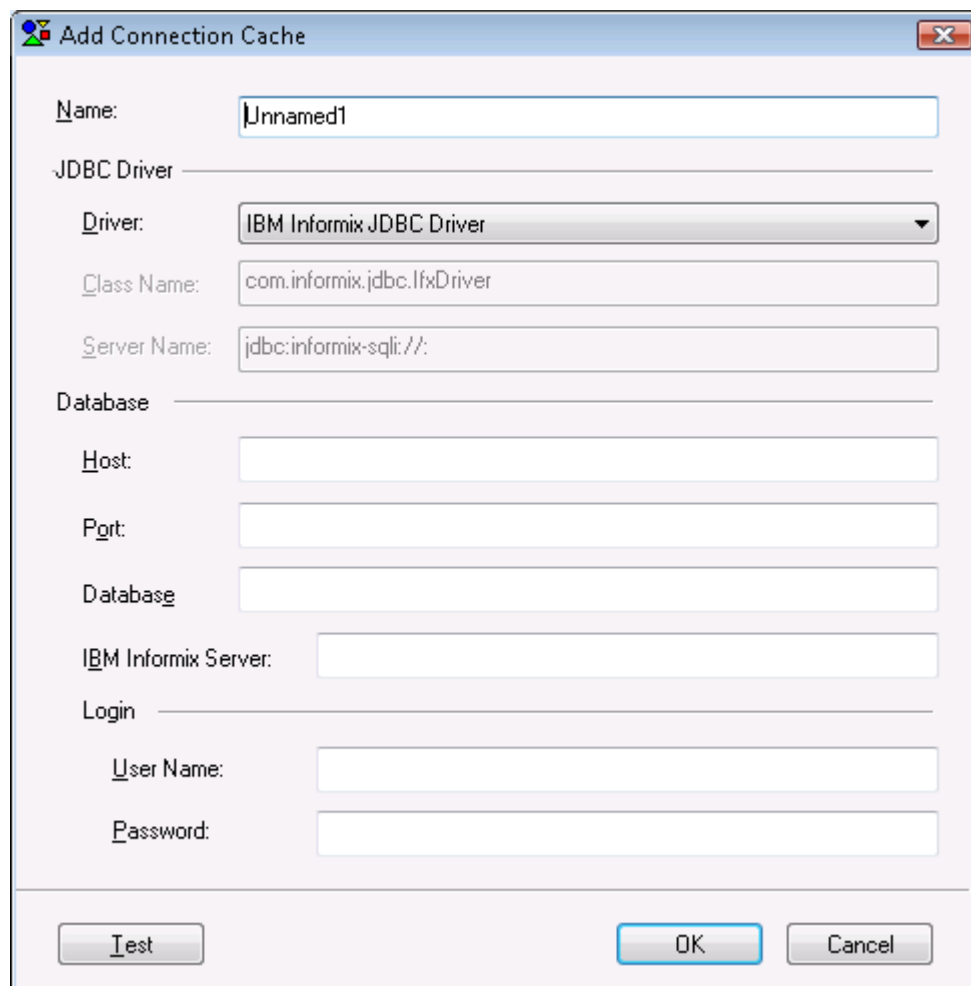 Add Connection Cache
Name: Unnamed1
JDBC Driver
Driver: IBM Informix JDBC Driver
Class Name: com.informix.jdbc.IfxDriver
Server Name: jdbc:informix-sqli://:
Database
Host:
Port:
Database
IBM Informix Server:
Login
User Name:
Password:
Test OK Cancel